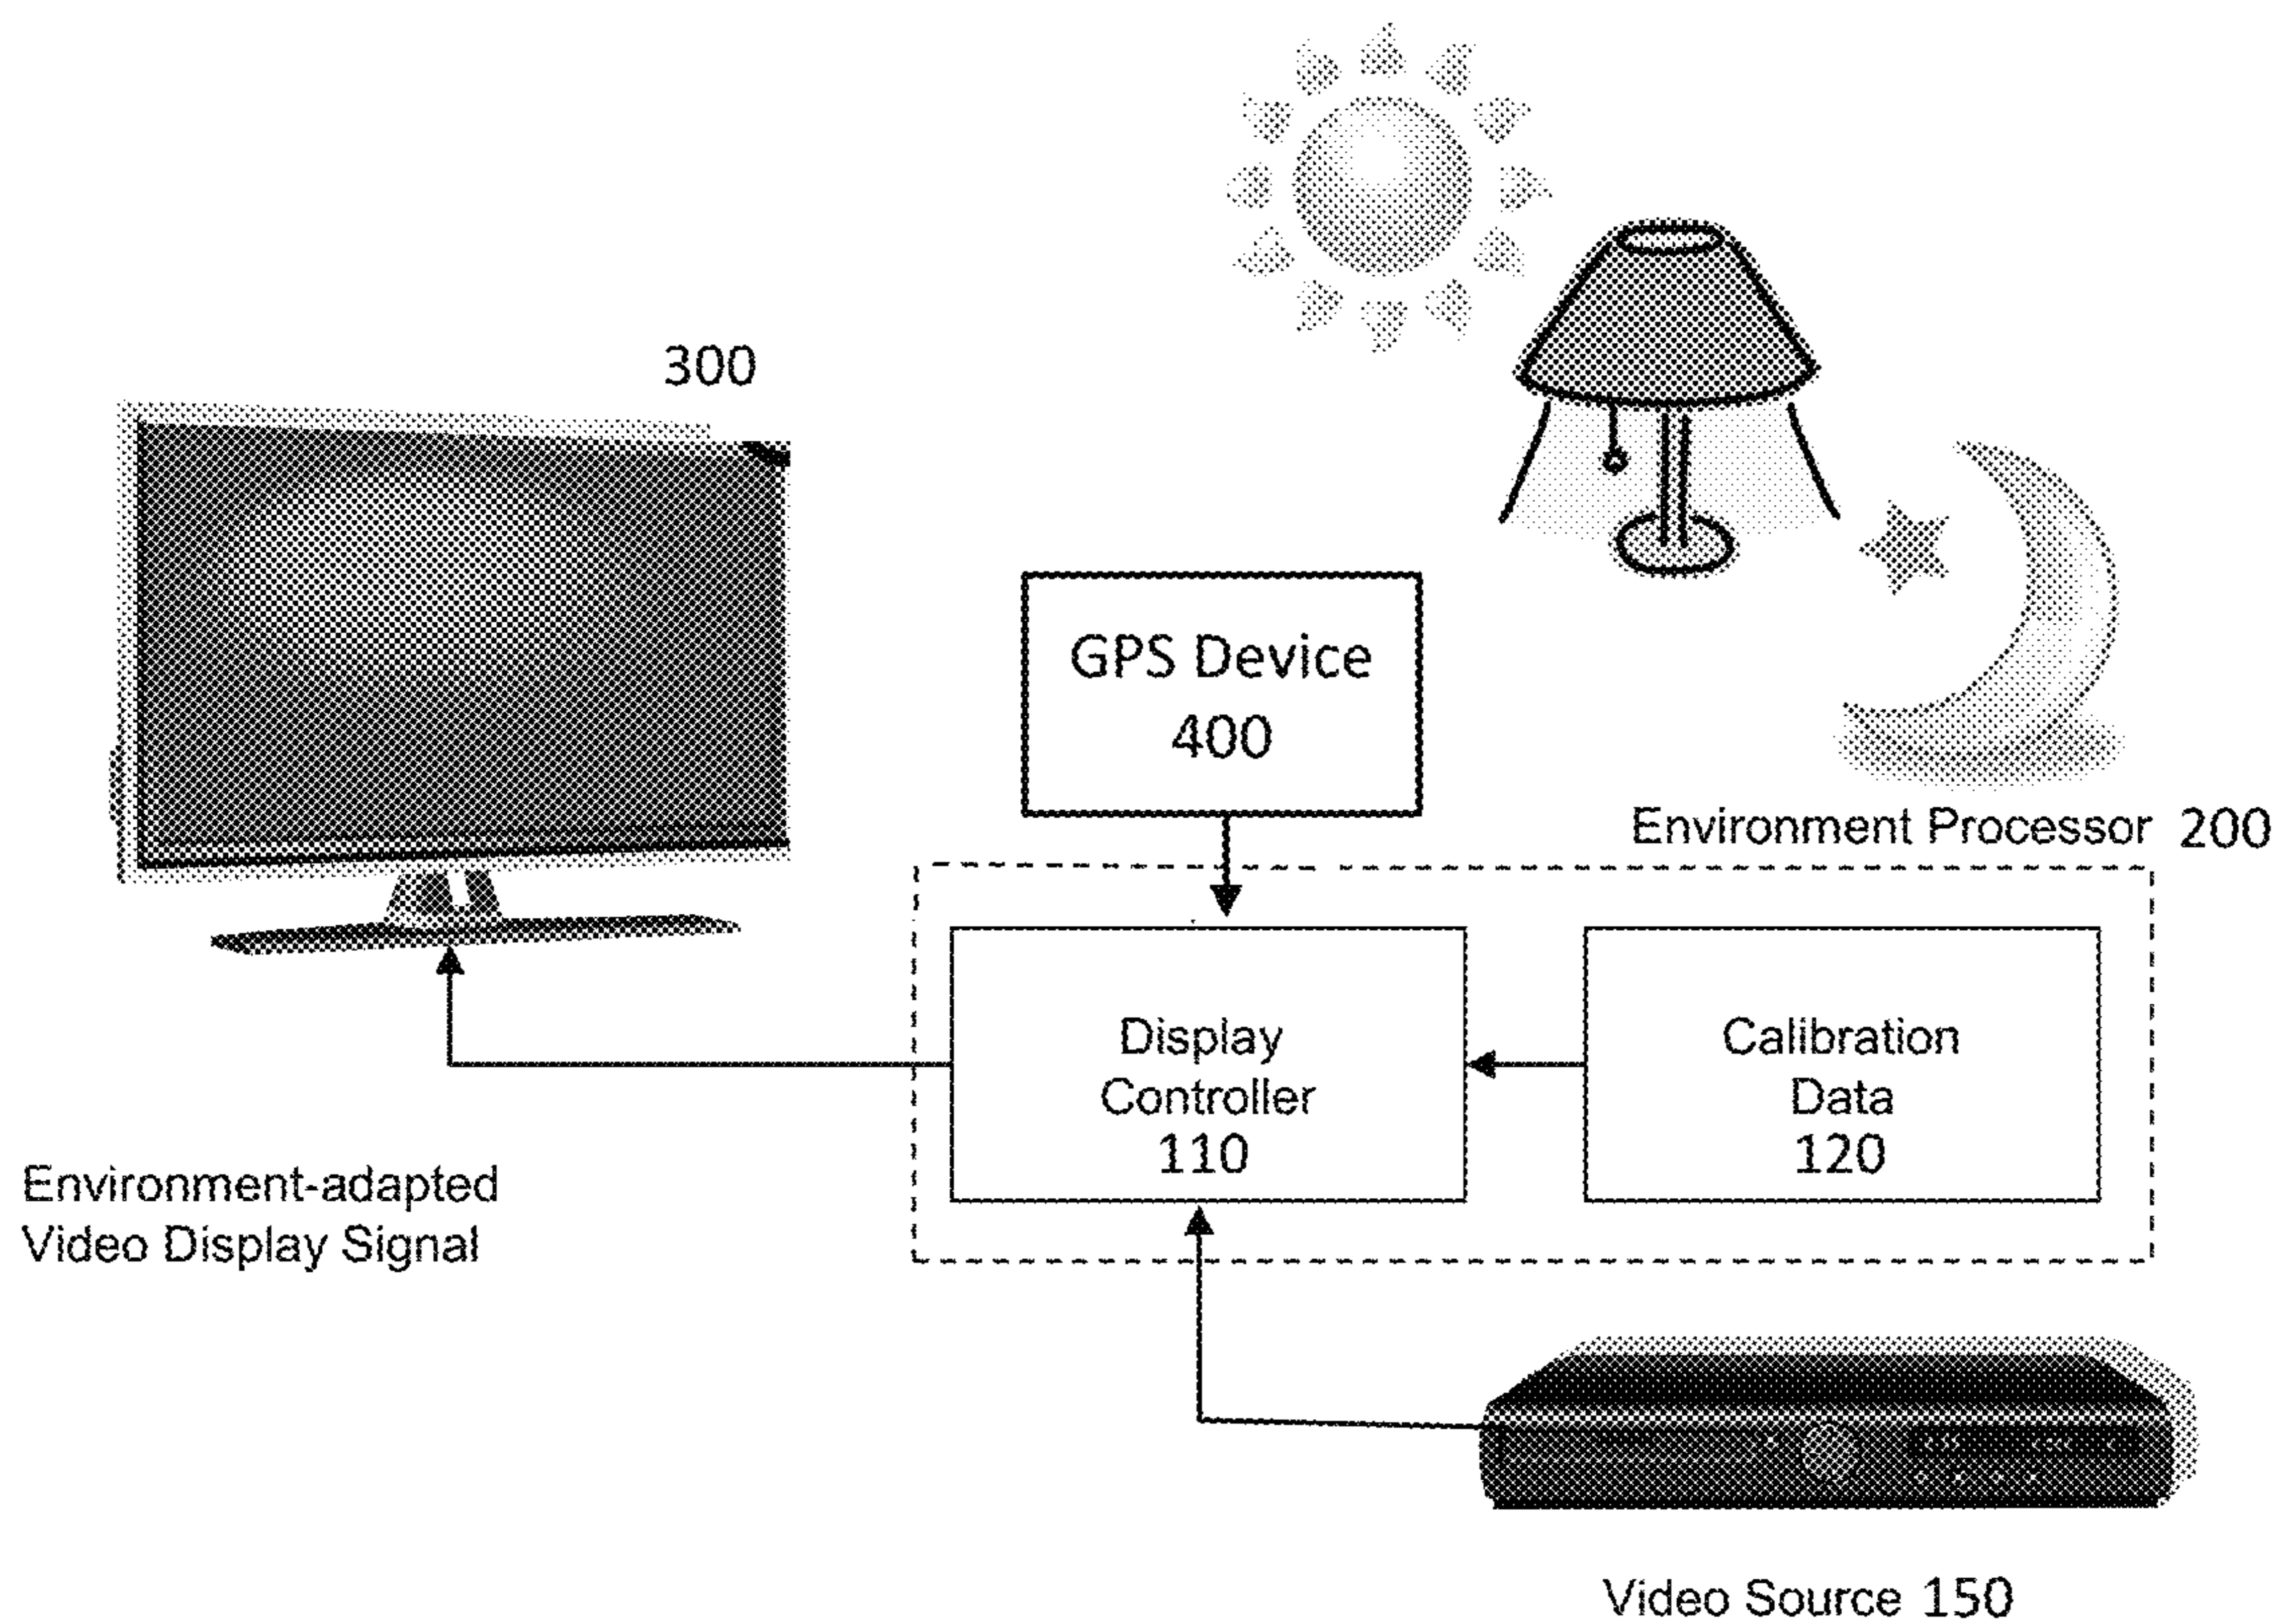 300
GPS Device
400
Environment Processor 200
Display
Controller
110
Calibration
Data
120
Environment-adapted
Video Display Signal
Video Source 150